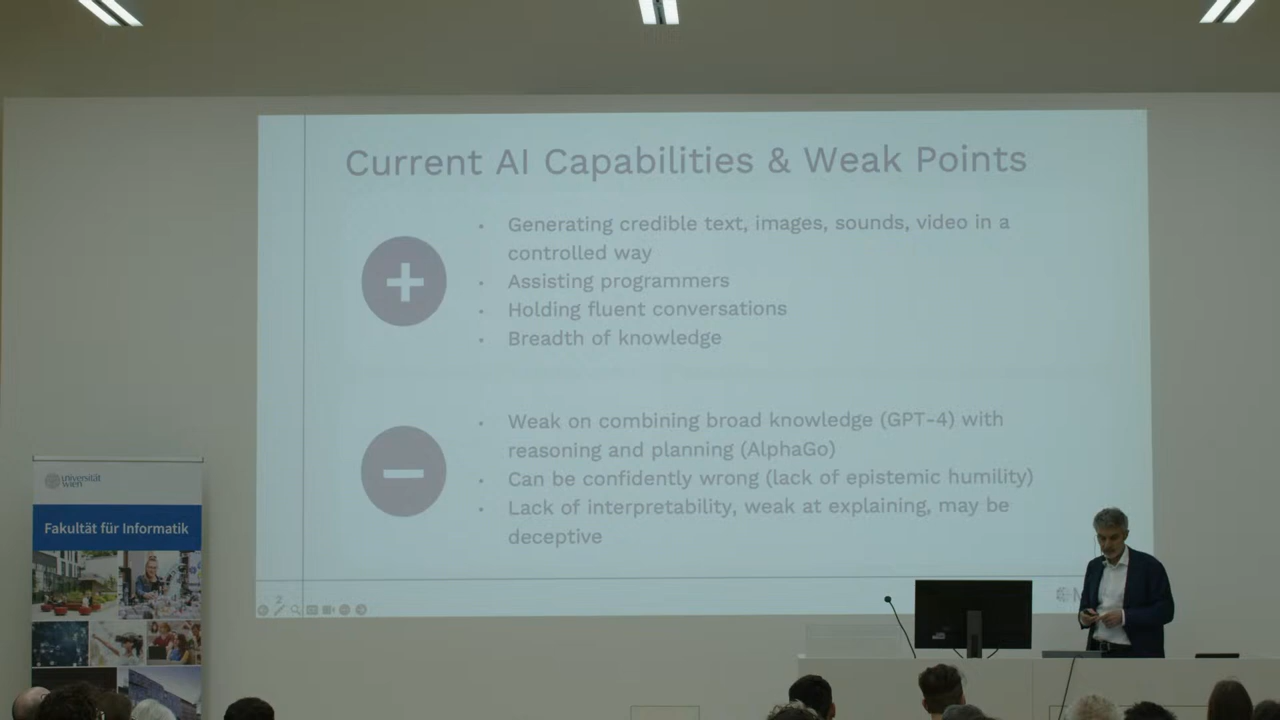 Current AI Capabilities & Weak Points
• Generating credible text, images, sounds, video in a
controlled way
• Assisting programmers
• Holding fluent conversations
• Breadth of knowledge
• Weak on combining broad knowledge (GPT-4) with
reasoning and planning (AlphaGo)
• Can be confidently wrong (lack of epistemic humility)
• Lack of interpretability, weak at explaining, may be
deceptive
universität
wien
Fakultät für Informatik